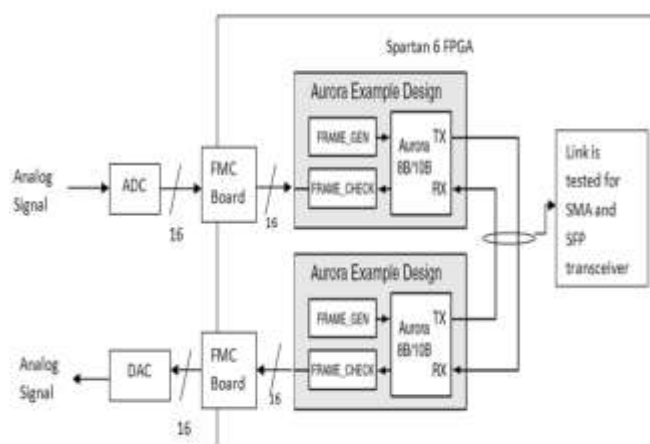 Spartan 6 FPGA
Aurora Example Design
FRAME_GEN
FRAME_CHECK
Aurora
8B/10B
TX
RX
Analog
Signal
ADC
16
FMC
Board
16
Link is
tested for
SMA and
SFP
transceiver
Aurora Example Design
FRAME_GEN
FRAME_CHECK
Aurora
8B/10B
TX
RX
Analog
Signal
DAC
16
FMC
Board
16